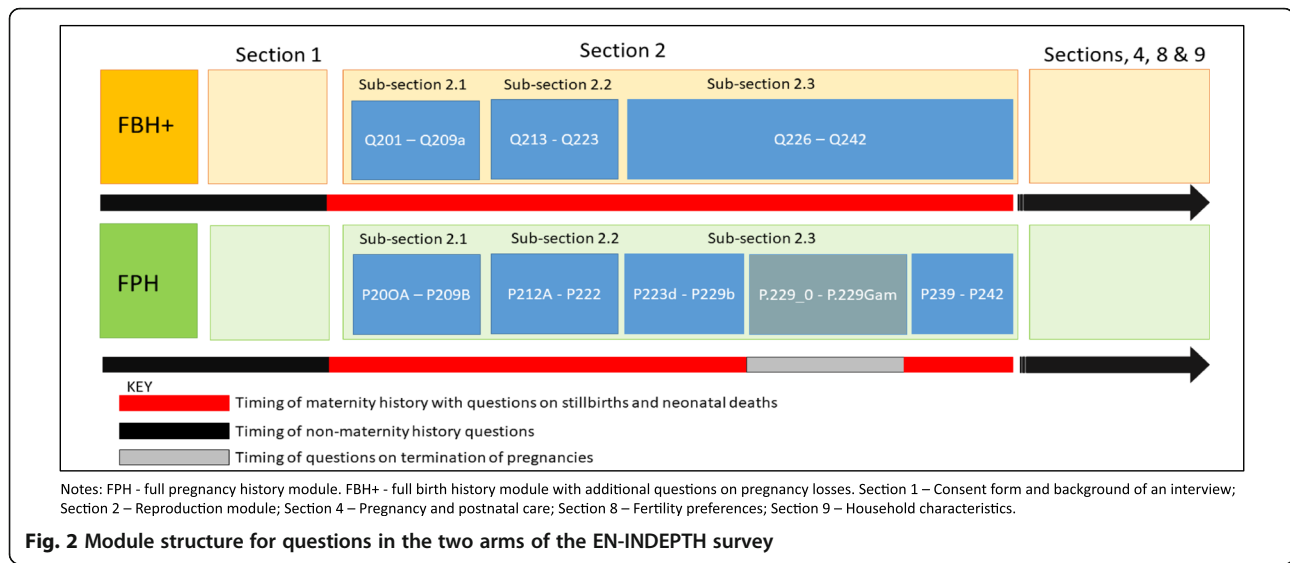 Section 1
Section 2
Sections, 4, 8 & 9
FBH+
Sub-section 2.1
Sub-section 2.2
Sub-section 2.3
Q201 – Q209a
Q213 - Q223
Q226 – Q242
FPH
Sub-section 2.1
Sub-section 2.2
Sub-section 2.3
P20OA – P209B
P212A - P222
P223d - P229b
P.229_0 - P.229Gam
P239 - P242
KEY
Timing of maternity history with questions on stillbirths and neonatal deaths
Timing of non-maternity history questions
Timing of questions on termination of pregnancies
Notes: FPH - full pregnancy history module. FBH+ - full birth history module with additional questions on pregnancy losses. Section 1 – Consent form and background of an interview;
Section 2 – Reproduction module; Section 4 – Pregnancy and postnatal care; Section 8 – Fertility preferences; Section 9 – Household characteristics.
Fig. 2 Module structure for questions in the two arms of the EN-INDEPTH survey